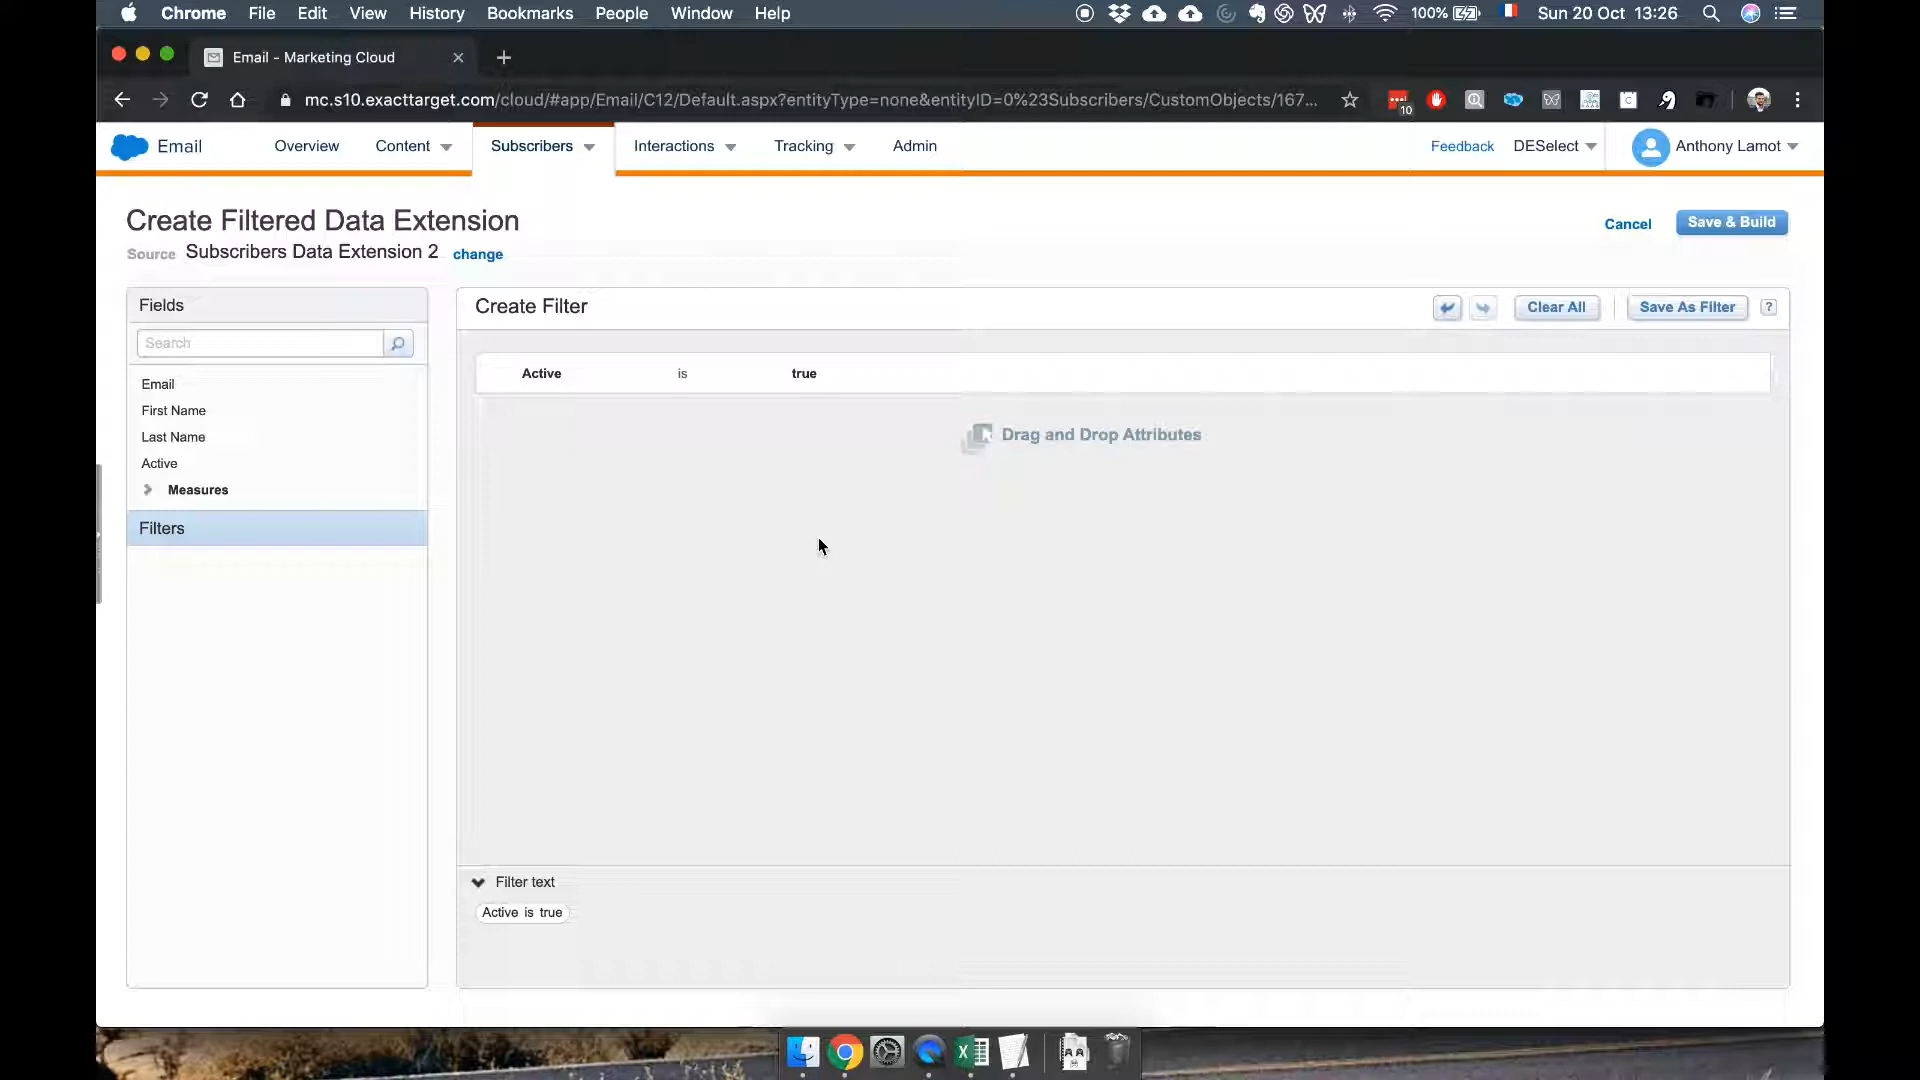 Chrome File Edit View History Bookmarks People Window Help 100% Sun 20 Oct 13:26
Email - Marketing Cloud
mc.s10.exacttarget.com/cloud/#app/Email/C12/Default.aspx?entityType=none&entityID=0%23Subscribers/CustomObjects/167... 10
Email Overview Content Subscribers Interactions Tracking Admin Feedback DESelect Anthony Lamot
Create Filtered Data Extension
Cancel Save & Build
Source Subscribers Data Extension 2 change
Fields
Create Filter
Clear All Save As Filter ?
Search
Active is true
Email
First Name
Last Name
Active
Measures
Filters
Drag and Drop Attributes
Filter text
Active is true